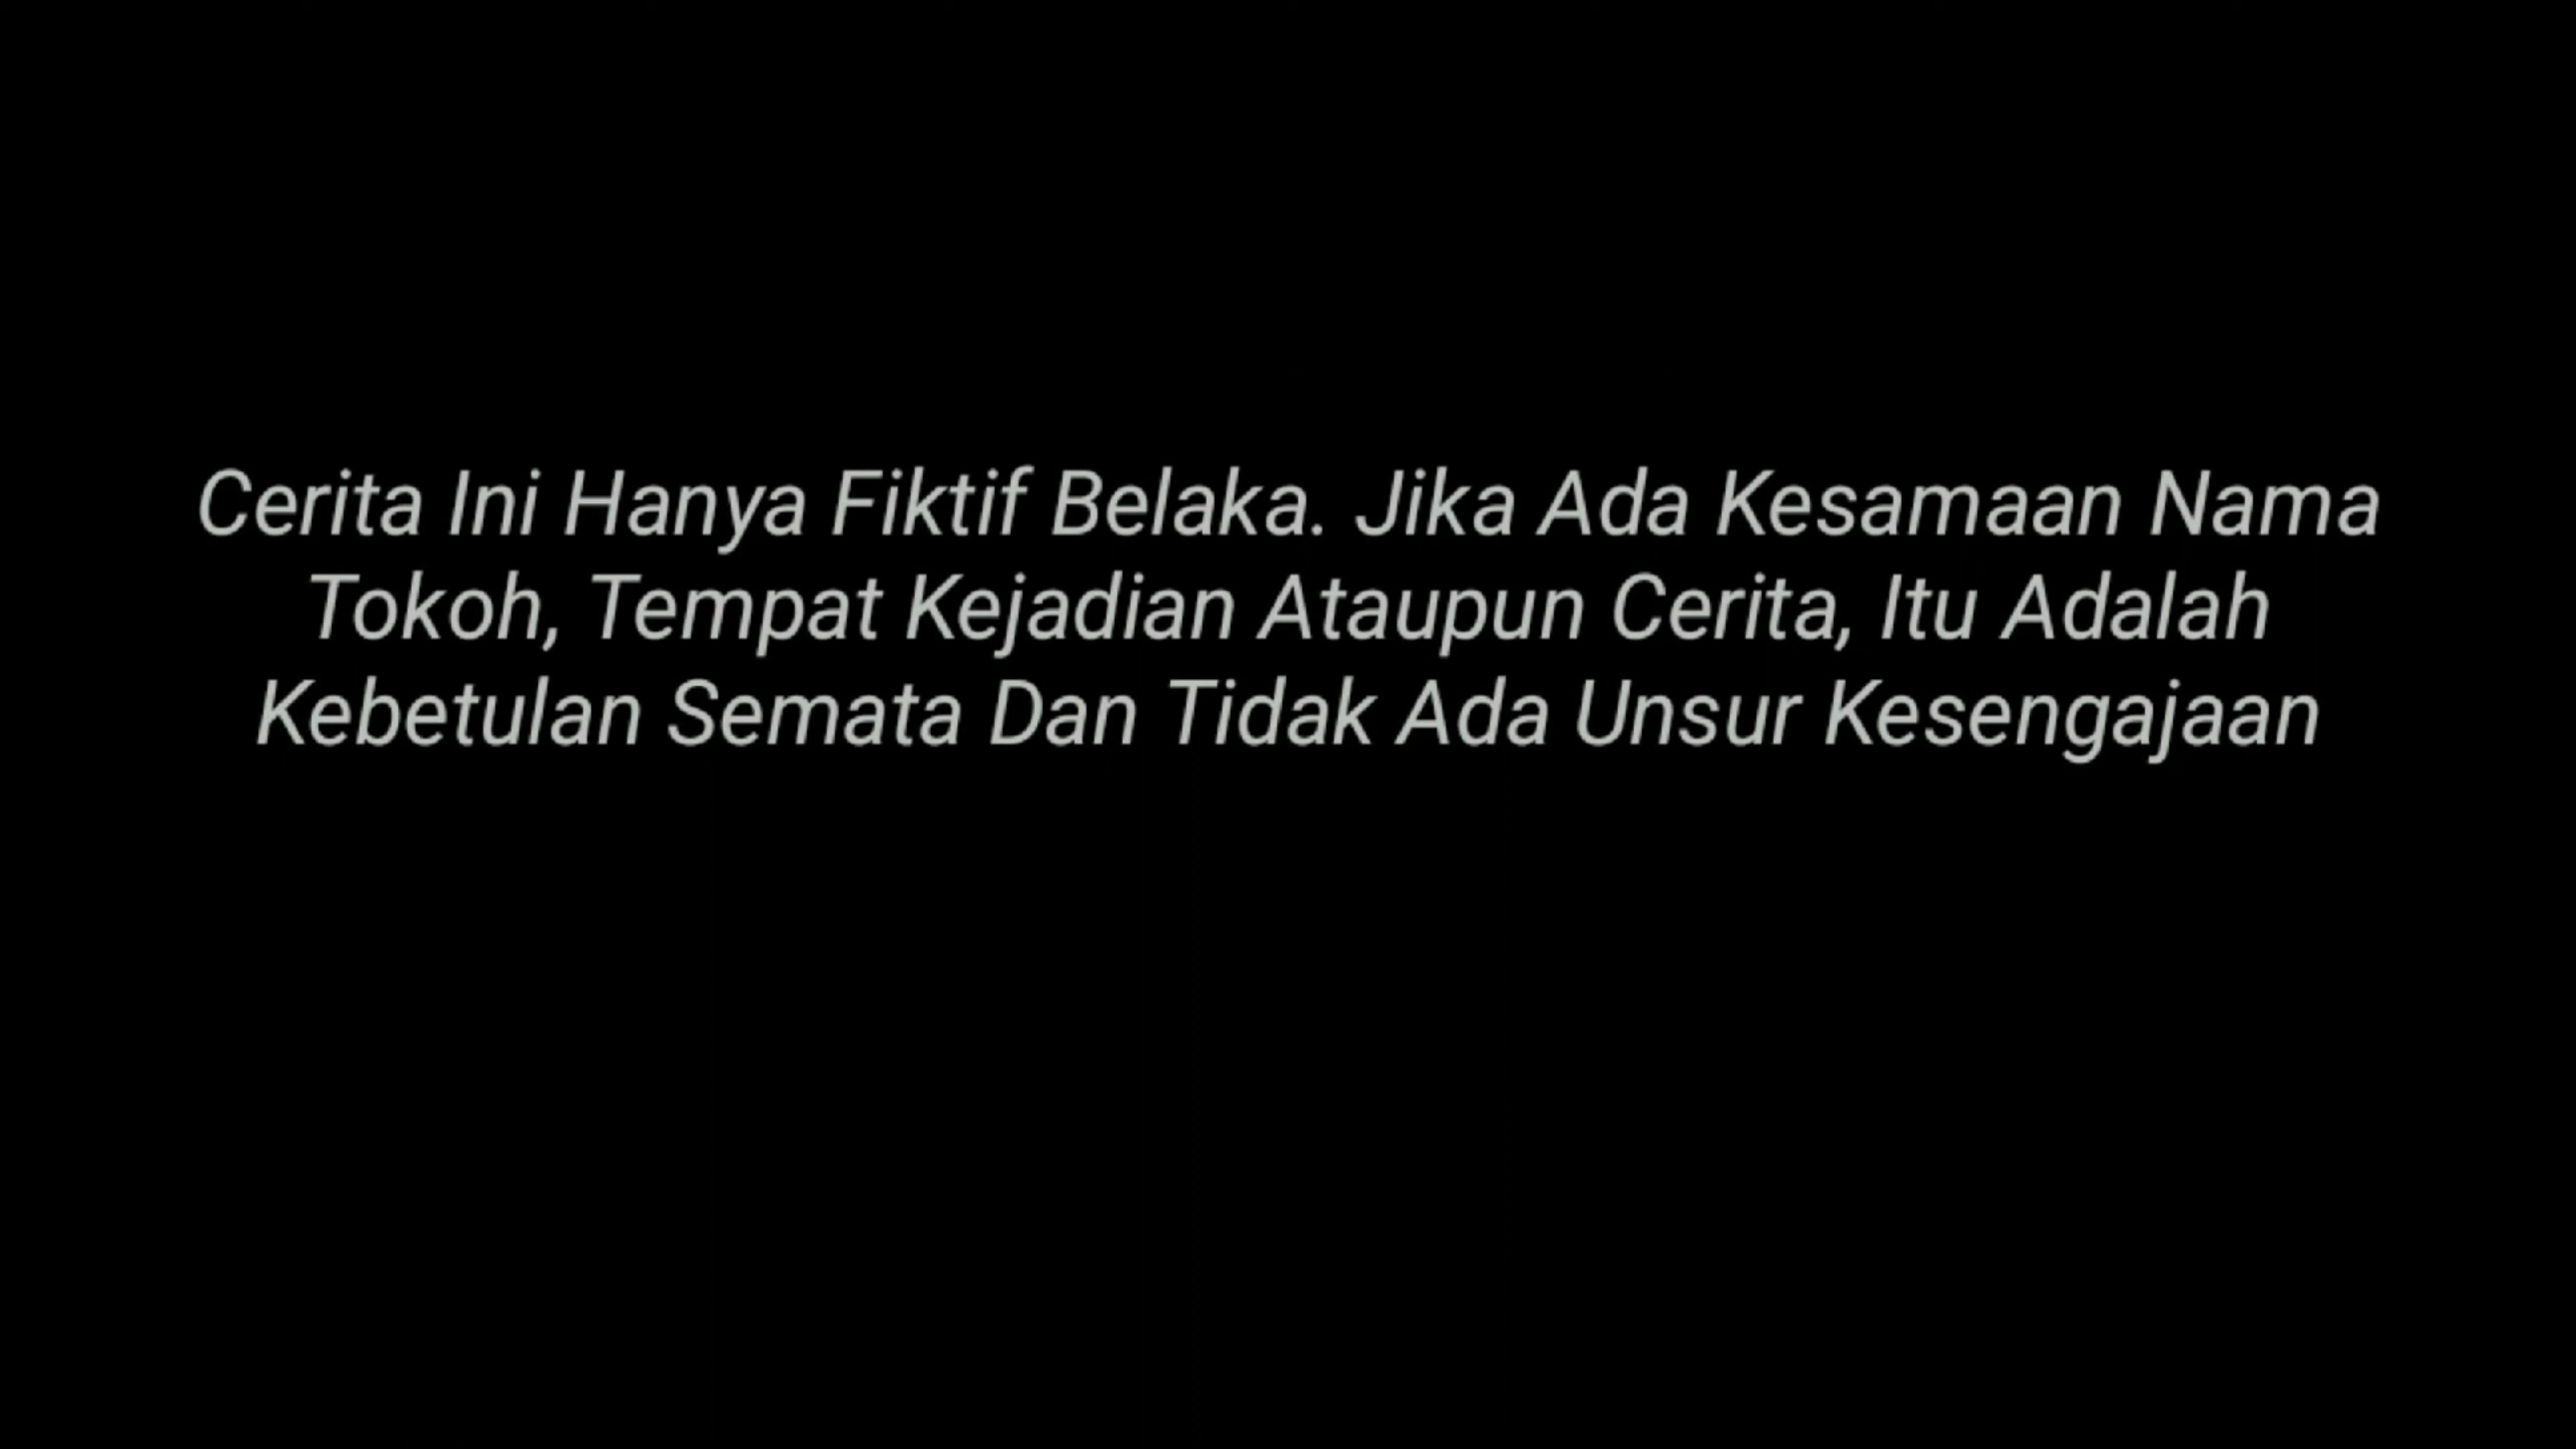 Cerita Ini Hanya Fiktif Belaka. Jika Ada Kesamaan Nama
Tokoh, Tempat Kejadian Ataupun Cerita, Itu Adalah
Kebetulan Semata Dan Tidak Ada Unsur Kesengajaan